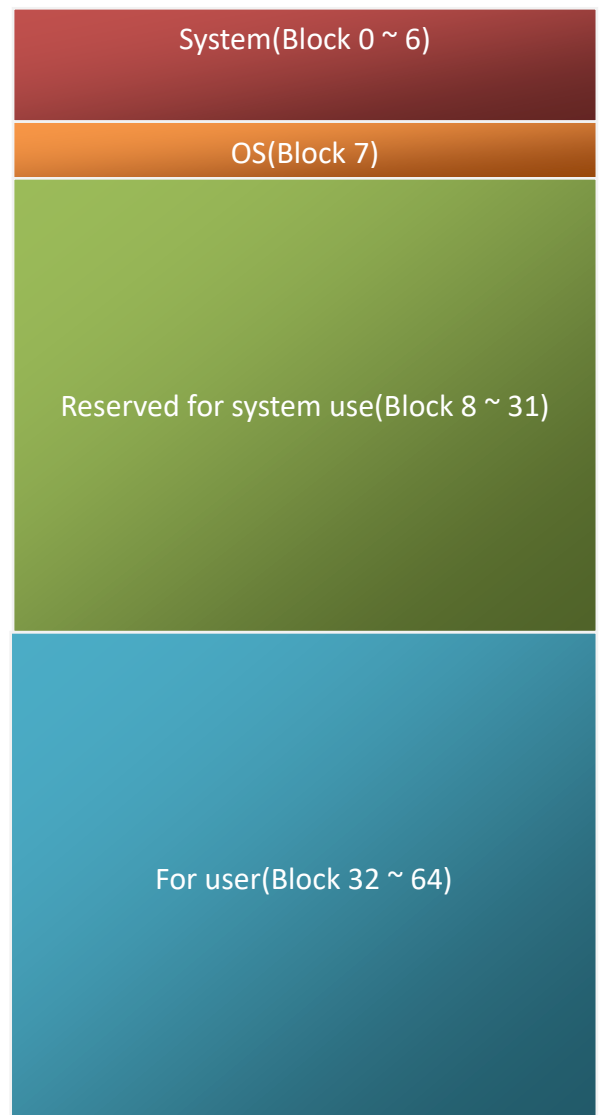 System(Block 0 ~ 6)
OS(Block 7)
Reserved for system use(Block 8 ~ 31)
For user(Block 32 ~ 64)